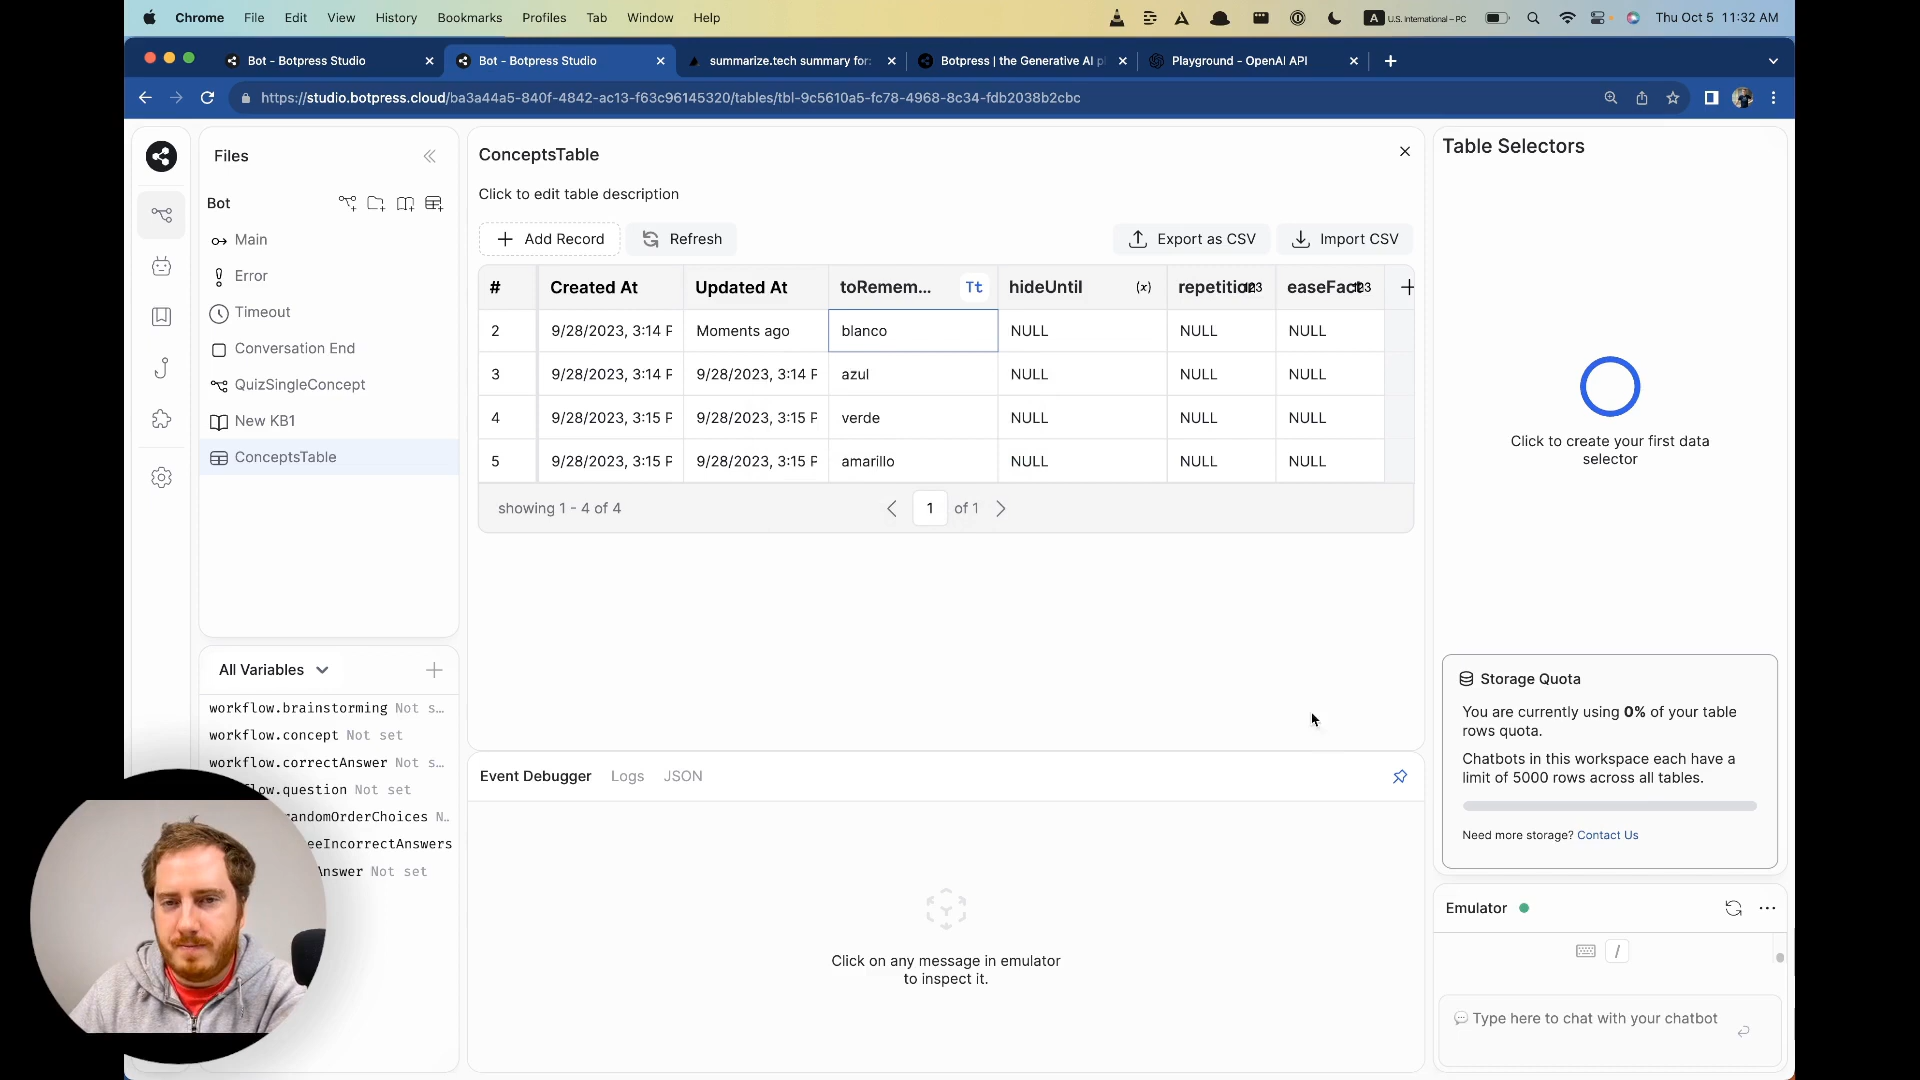 Chrome File Edit View History Bookmarks Profiles Tab Window Help
A U.S. International – PC Thu Oct 5 11:32 AM
Bot - Botpress Studio
Bot - Botpress Studio
summarize.tech summary for:
Botpress | the Generative AI pl
Playground - OpenAI API
https://studio.botpress.cloud/ba3a44a5-840f-4842-ac13-f63c96145320/tables/tbl-9c5610a5-fc78-4968-8c34-fdb2038b2cbc
Files
Bot
Main
Error
Timeout
Conversation End
QuizSingleConcept
New KB1
ConceptsTable
All Variables
workflow.brainstorming Not s...
workflow.concept Not set
workflow.correctAnswer Not s...
ow.question Not set
andomOrderChoices N...
eeIncorrectAnswers
Answer Not set
ConceptsTable
Click to edit table description
Add Record Refresh Export as CSV Import CSV
# Created At Updated At toRemem... Tt hideUntil (x) repetition 123 easeFact 123
2 9/28/2023, 3:14 P Moments ago blanco NULL NULL NULL
3 9/28/2023, 3:14 P 9/28/2023, 3:14 P azul NULL NULL NULL
4 9/28/2023, 3:15 P 9/28/2023, 3:15 P verde NULL NULL NULL
5 9/28/2023, 3:15 P 9/28/2023, 3:15 P amarillo NULL NULL NULL
showing 1 - 4 of 4 1 of 1
Event Debugger Logs JSON
Click on any message in emulator
to inspect it.
Table Selectors
Click to create your first data
selector
Storage Quota
You are currently using 0% of your table
rows quota.
Chatbots in this workspace each have a
limit of 5000 rows across all tables.
Need more storage? Contact Us
Emulator
/
Type here to chat with your chatbot